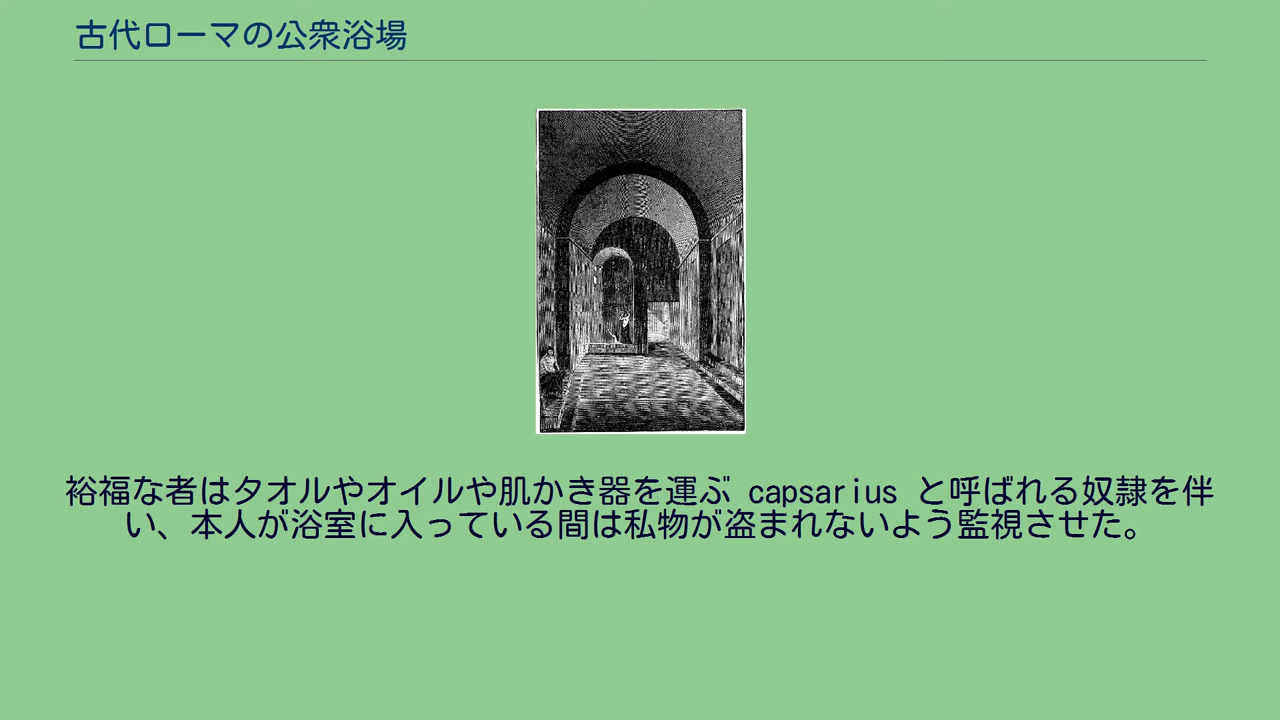 古代ローマの公衆浴場
裕福な者はタオルやオイルや肌かき器を運ぶ capsarius と呼ばれる奴隷を伴
い、本人が浴室に入っている間は私物が盗まれないよう監視させた。